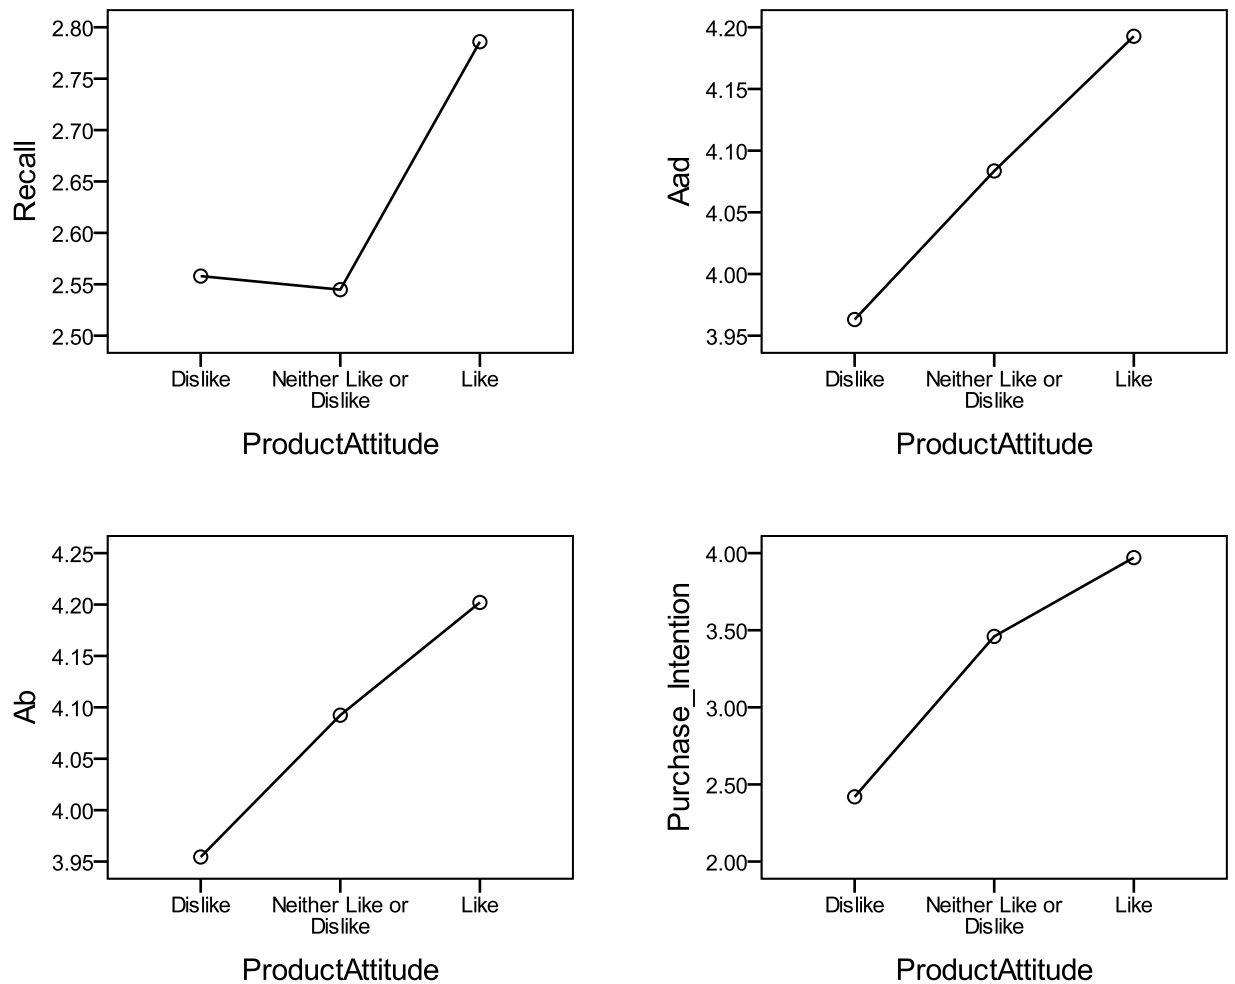 2.80
2.75
2.70
2.65
2.60
2.55
2.50
Recall
Dislike
Neither Like or
Dislike
Like
ProductAttitude
4.20
4.15
4.10
4.05
4.00
3.95
Aad
Dislike
Neither Like or
Dislike
Like
ProductAttitude
4.25
4.20
4.15
4.10
4.05
4.00
3.95
Ab
Dislike
Neither Like or
Dislike
Like
ProductAttitude
4.00
3.50
3.00
2.50
2.00
Purchase_Intention
Dislike
Neither Like or
Dislike
Like
ProductAttitude